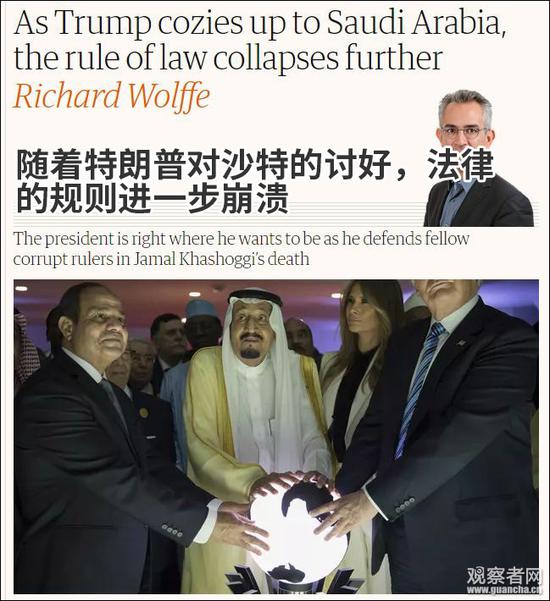 As Trump cozies up to Saudi Arabia,
the rule of law collapses further
Richard Wolffe
随着特朗普对沙特的讨好，法律
的规则进一步崩溃
The president is right where he wants to be as he defends fellow
corrupt rulers in Jamal Khashoggi's death
观察者网
www.guancha.cn